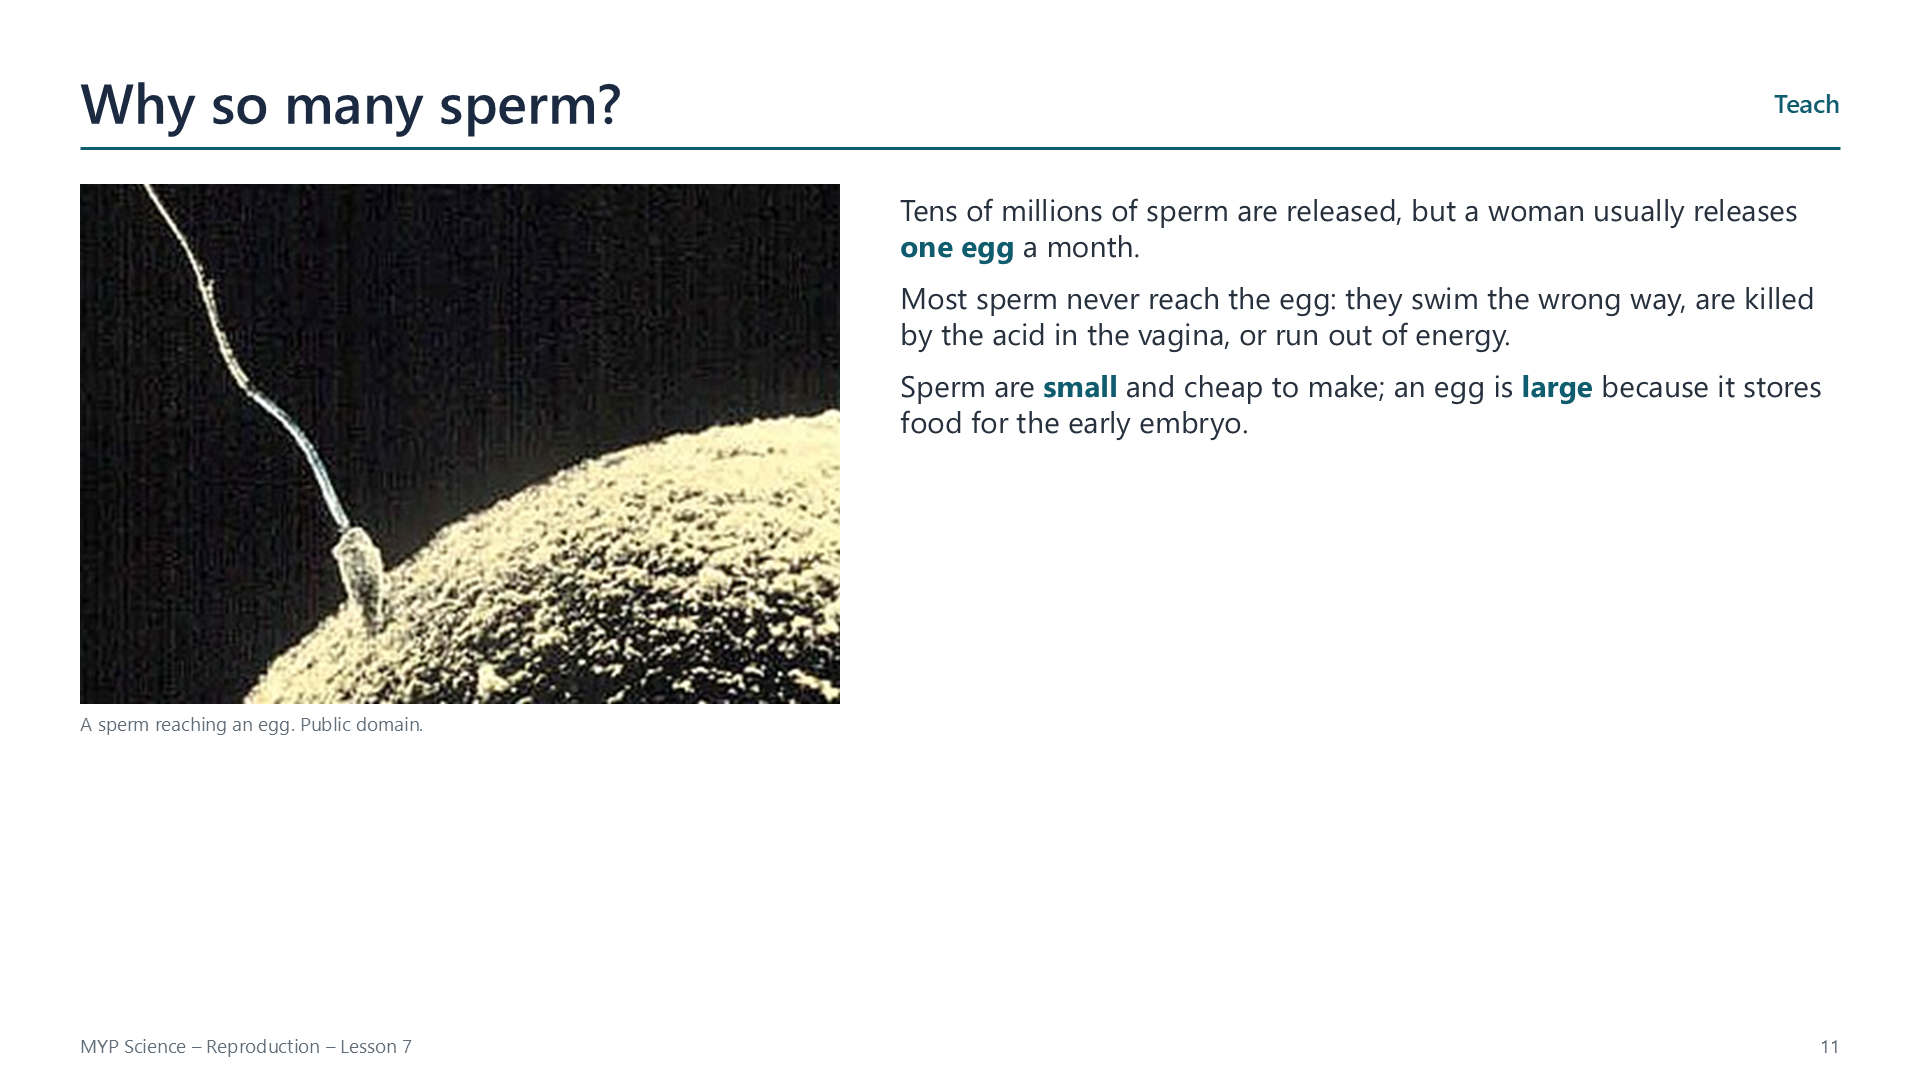 Why so many sperm?
Teach
Tens of millions of sperm are released, but a woman usually releases
one egg a month.
Most sperm never reach the egg: they swim the wrong way, are killed
by the acid in the vagina, or run out of energy.
Sperm are small and cheap to make; an egg is large because it stores
food for the early embryo.
A sperm reaching an egg. Public domain.
MYP Science – Reproduction – Lesson 7
11